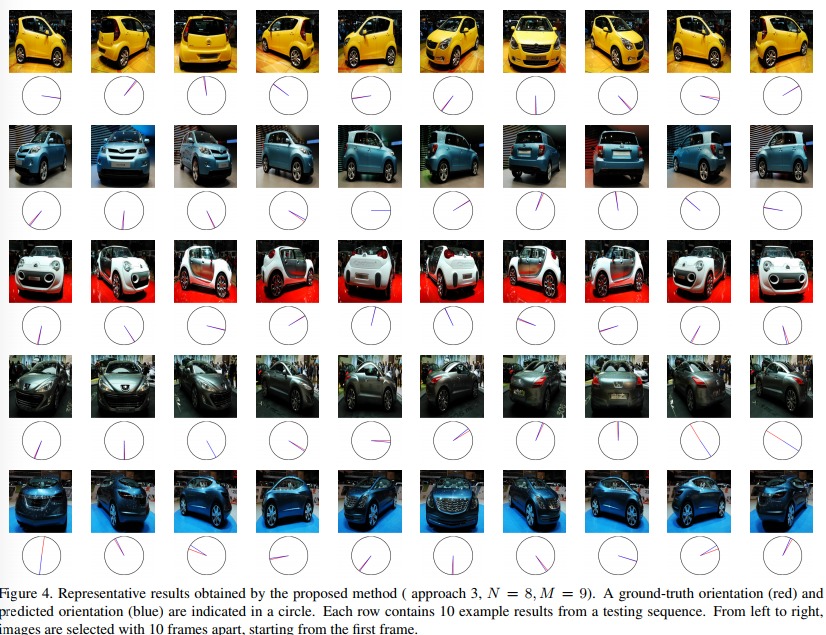 Figure 4. Representative results obtained by the proposed method ( approach 3, N = 8, M = 9). A ground-truth orientation (red) and
predicted orientation (blue) are indicated in a circle. Each row contains 10 example results from a testing sequence. From left to right,
images are selected with 10 frames apart, starting from the first frame.